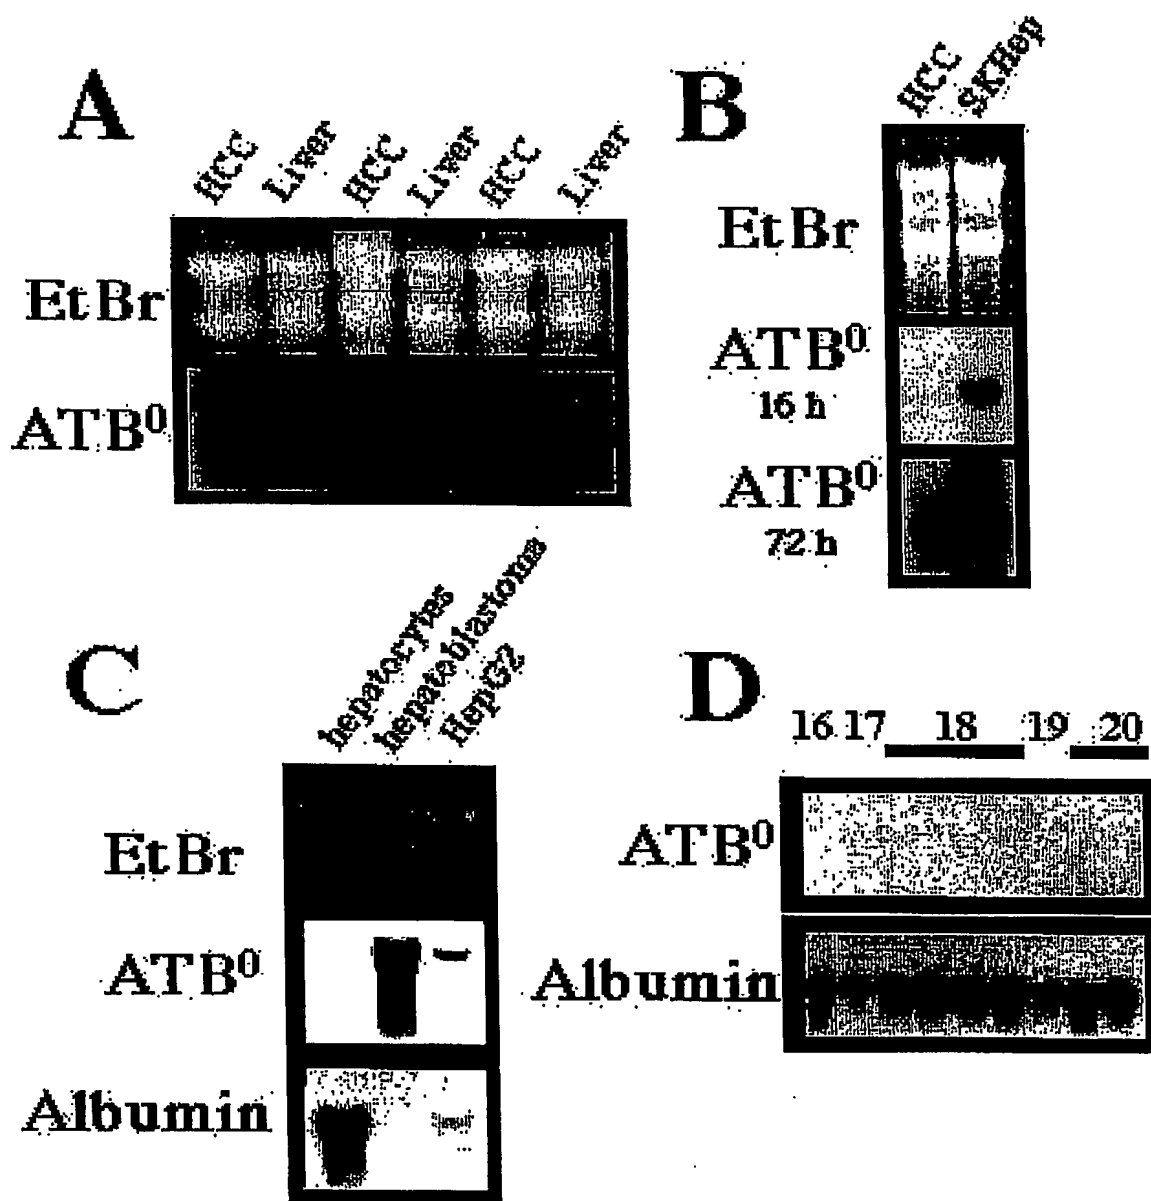 A
HCC Liver HCC Liver HCC Liver
EtBr
ATB⁰
B
HCC SKHep
EtBr
ATB⁰
16 h
ATB⁰
72 h
C
hepatocytes hepatoblastoma HepG2
EtBr
ATB⁰
Albumin
D
16 17 18 19 20
ATB⁰
Albumin